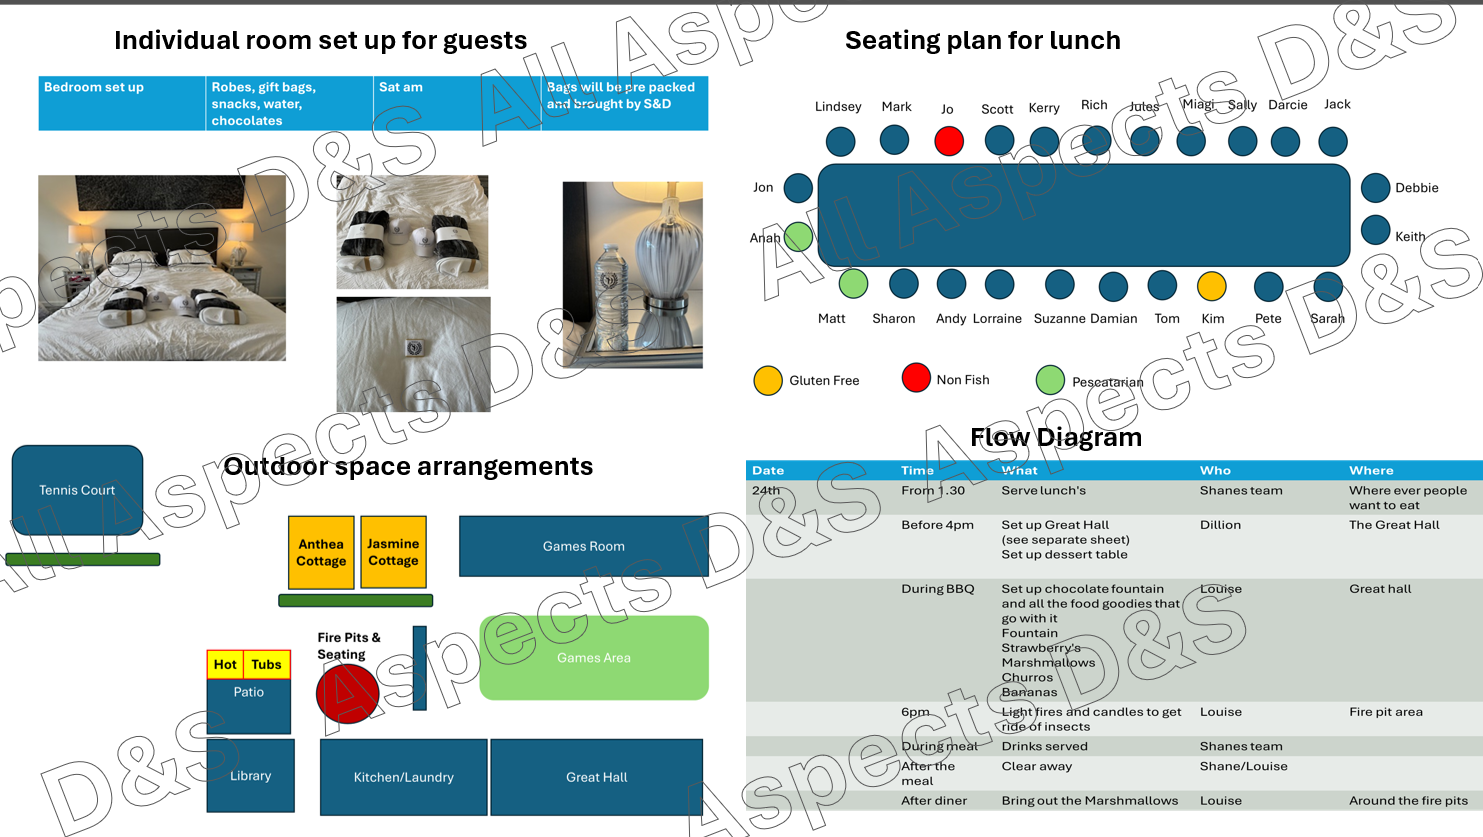 Individual room set up for guests
Bedroom set up
Robes, gift bags,
snacks, water,
chocolates
Sat am
Bags will be pre packed
and bought by S&D
Seating plan for lunch
Lindsey
Mark
Jo
Scott
Kerry
Rich
Jules
Miagi
Sally
Darcie
Jack
Jon
Debbie
Anah
Keith
Matt
Sharon
Andy
Lorraine
Suzanne
Damian
Tom
Kim
Pete
Sarah
Gluten Free
Non Fish
Pescatarian
Outdoor space arrangements
Tennis Court
Anthea
Cottage
Jasmine
Cottage
Games Room
Fire Pits &
Seating
Games Area
Hot Tubs
Patio
Library
Kitchen/Laundry
Great Hall
Flow Diagram
Date Time What Who Where
24th From 1.30 Serve lunch's Shanes team Where ever people
want to eat
Before 4pm Set up Great Hall Dillion The Great Hall
(see separate sheet)
Set up dessert table
During BBQ Set up chocolate fountain Louise Great hall
and all the food goodies that
go with it
Fountain
Strawberry's
Marshmallows
Churros
Bananas
6pm Light fires and candles to get Louise Fire pit area
ride of insects
During meal Drinks served Shanes team
After the Clear away Shane/Louise
meal
After diner Bring out the Marshmallows Louise Around the fire pits
All Aspects D&S
All Aspects D&S
All Aspects D&S
All Aspects D&S
Aspects D&S
D&S